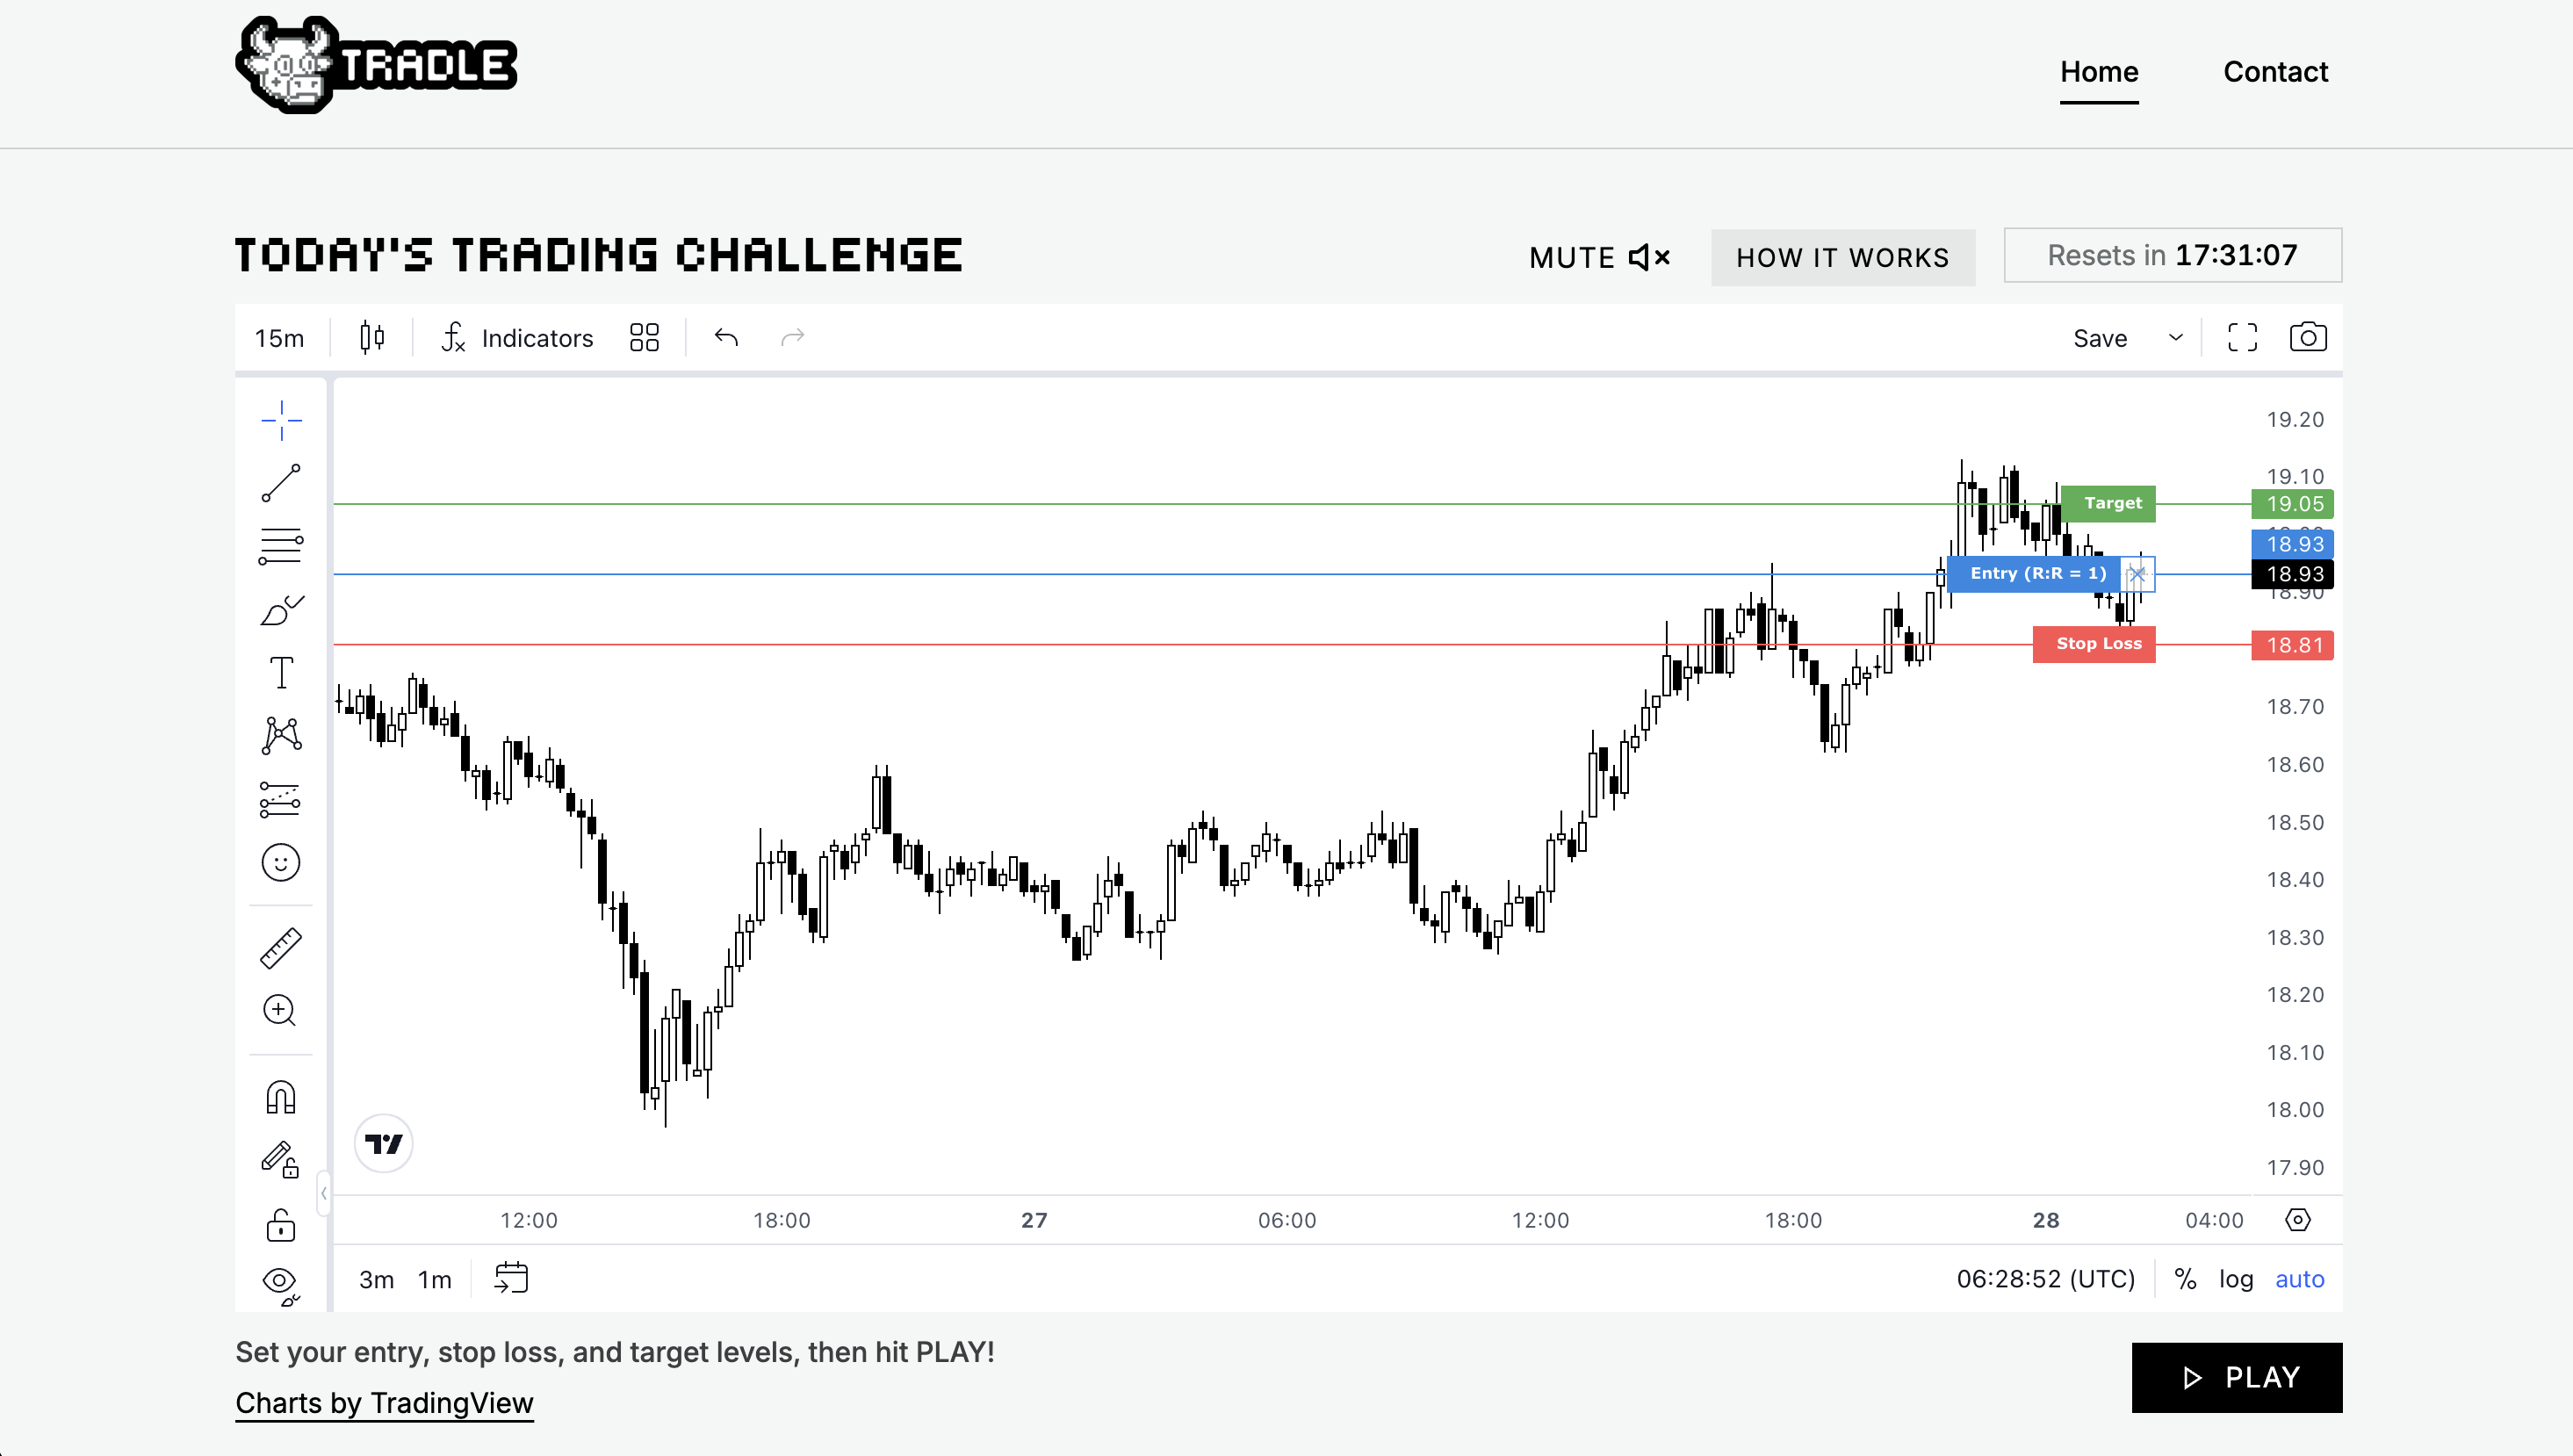 TRADLE
Home
Contact
TODAY'S TRADING CHALLENGE
MUTE
HOW IT WORKS
Resets in 17:31:07
15m
Indicators
Save
19.20
19.10
Target
19.05
18.93
Entry (R:R = 1)
18.93
18.90
Stop Loss
18.81
18.70
18.60
18.50
18.40
18.30
18.20
18.10
18.00
17.90
12:00 18:00 27 06:00 12:00 18:00 28 04:00
3m 1m
06:28:52 (UTC) % log auto
Set your entry, stop loss, and target levels, then hit PLAY!
PLAY
Charts by TradingView